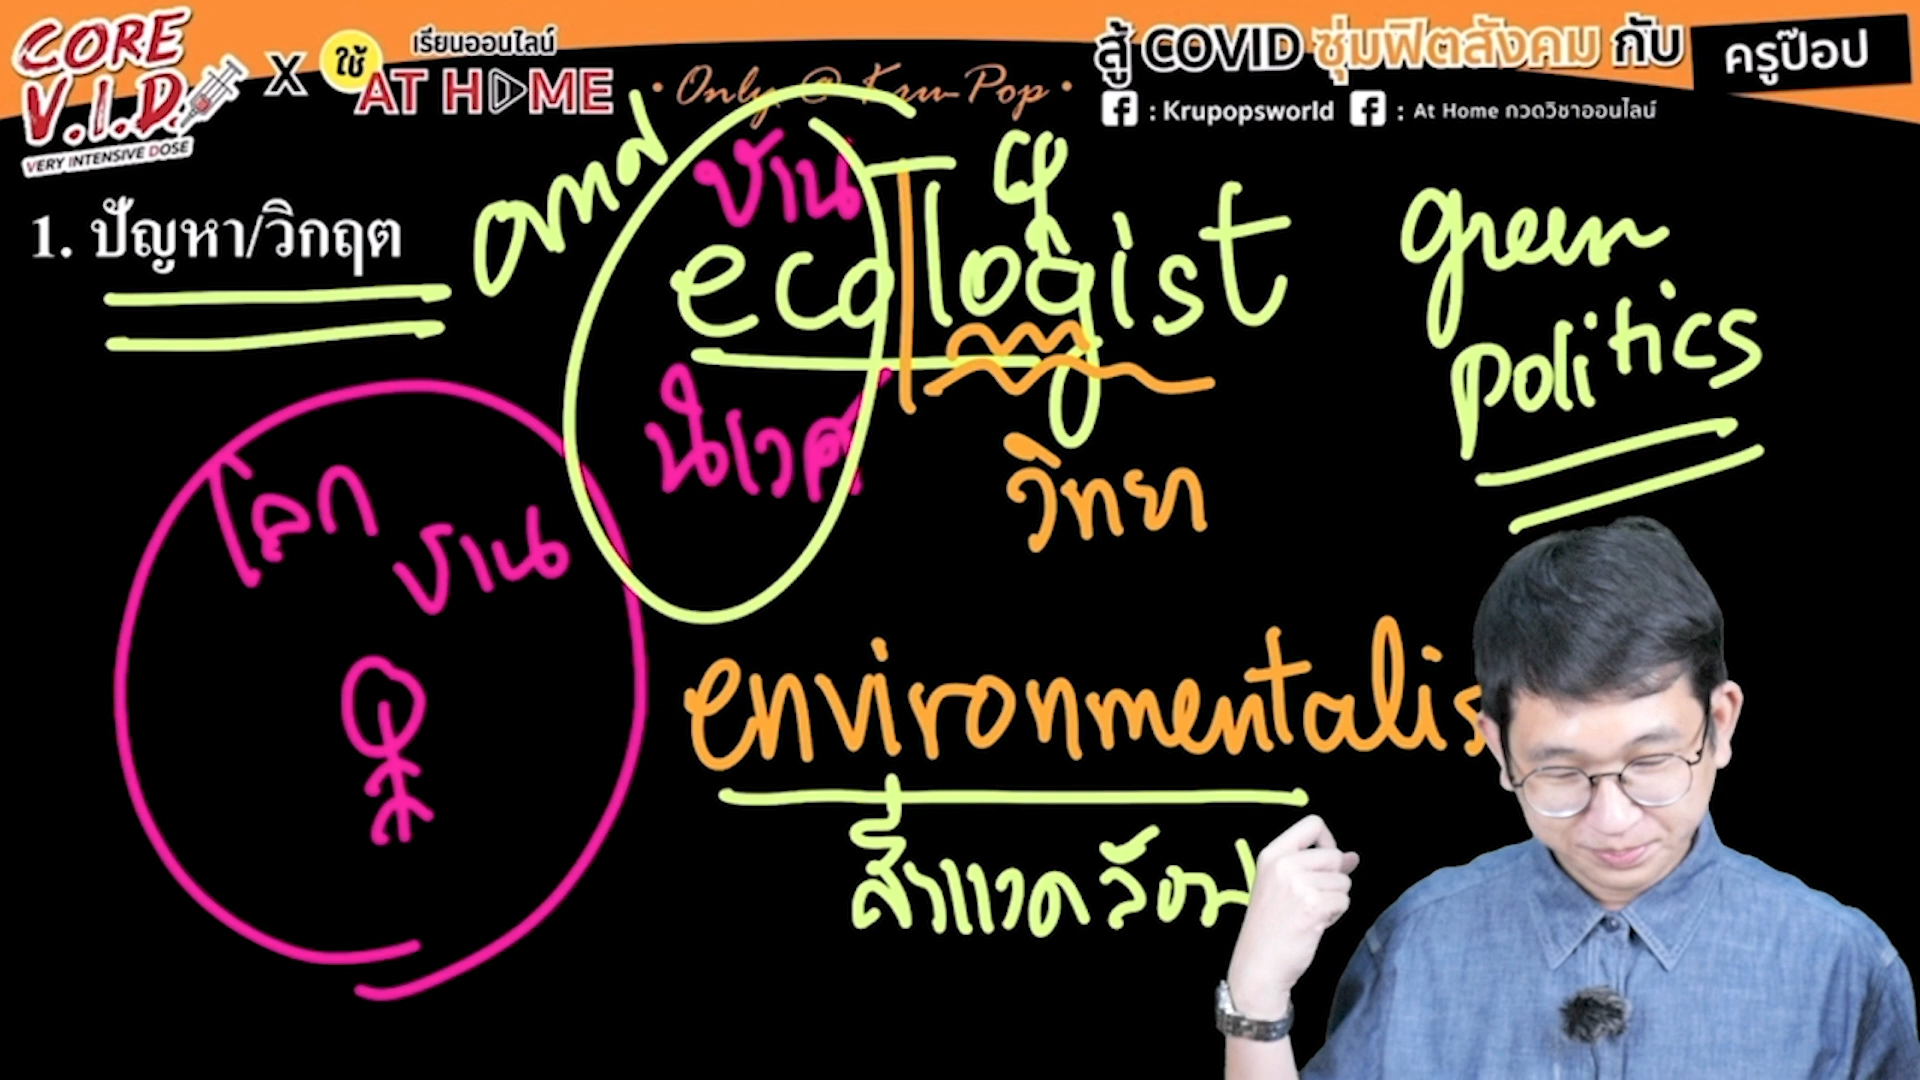 CORE
V.I.D.
VERY INTENSIVE DOSE
X
ใช้
เรียนออนไลน์
AT HOME
• Only @ Kru-Pop •
สู้ COVID ซุ่มฟิตสังคม กับ
ครูป๊อป
: Krupopsworld
: At Home กวดวิชาออนไลน์
1. ปัญหา/วิกฤต
บ้าน
ecologist
นิเวศ
วิทยา
green
politics
โลก
บ้าน
environmentalis
สิ่งแวดล้อม